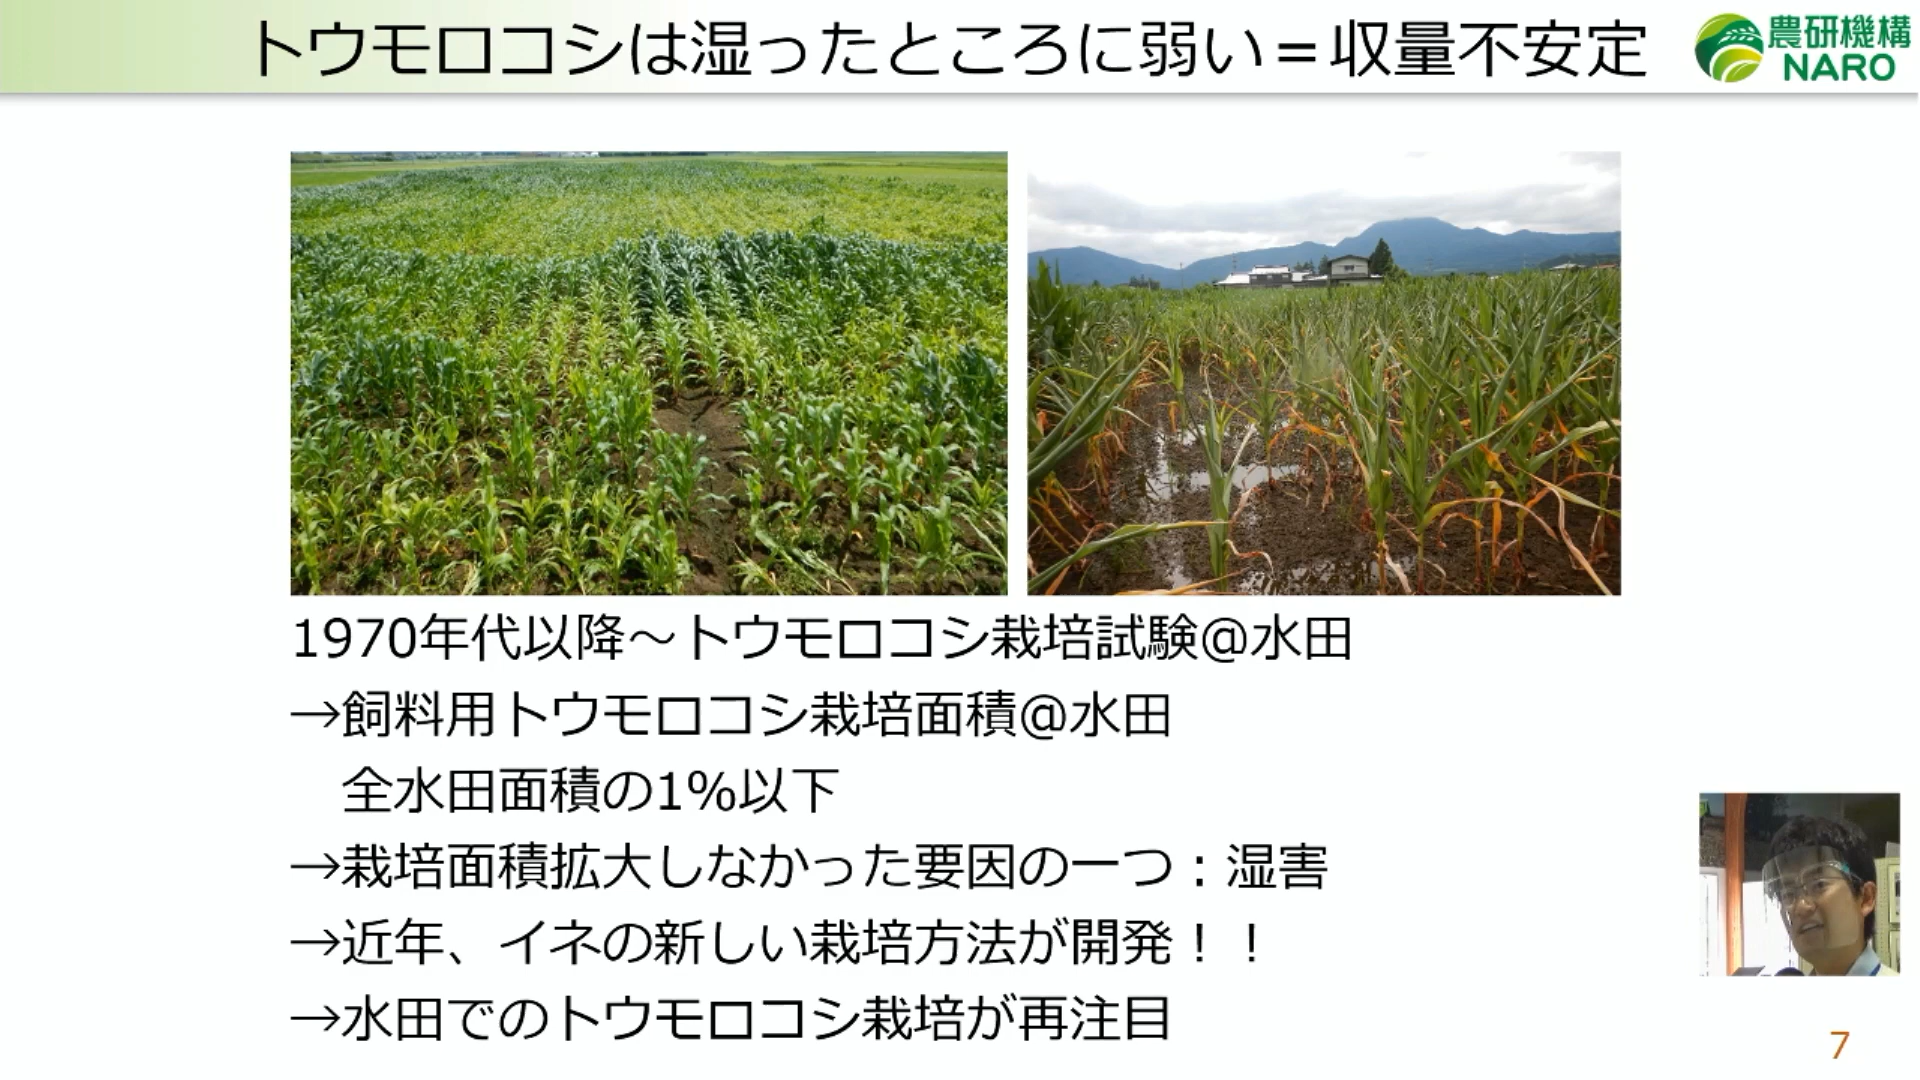 トウモロコシは湿ったところに弱い＝収量不安定
農研機構
NARO
1970年代以降～トウモロコシ栽培試験@水田
→飼料用トウモロコシ栽培面積@水田
全水田面積の1%以下
→栽培面積拡大しなかった要因の一つ：湿害
→近年、イネの新しい栽培方法が開発！！
→水田でのトウモロコシ栽培が再注目
7